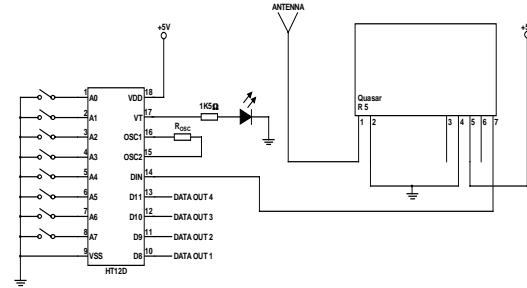 ANTENNA
+5V
+5V
1 A0 VDD 18
2 A1 VT 17 1K5Ω
3 A2 OSC1 16 ROSC
4 A3 OSC2 15
5 A4 DIN 14
6 A5 D11 13 DATA OUT 4
7 A6 D10 12 DATA OUT 3
8 A7 D9 11 DATA OUT 2
9 VSS D8 10 DATA OUT 1
HT12D
Quasar
R 5
1 2 3 4 5 6 7